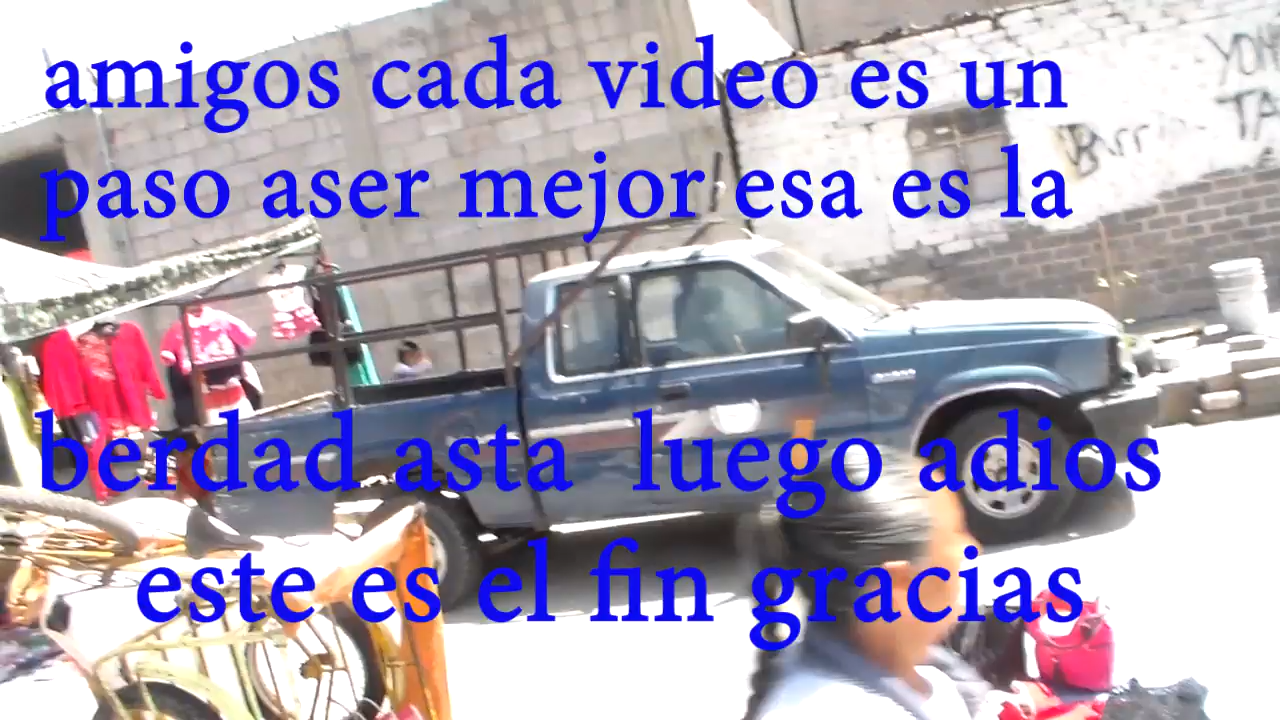 amigos cada video es un
paso aser mejor esa es la
berdad asta luego adios
este es el fin gracias